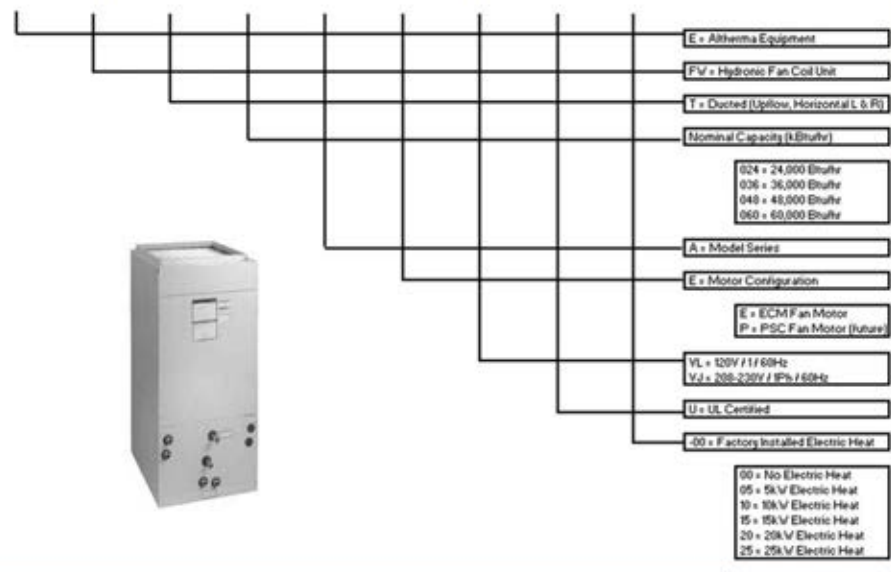 E = Altherma Equipment
FW = Hydronic Fan Coil Unit
T = Ducted (Upflow, Horizontal L & R)
Nominal Capacity (kBtu/hr)
024 = 24,000 Btu/hr
036 = 36,000 Btu/hr
048 = 48,000 Btu/hr
060 = 60,000 Btu/hr
A = Model Series
E = Motor Configuration
E = ECM Fan Motor
P = PSC Fan Motor (future)
VL = 120V / 1 / 60Hz
VJ = 208-230V / 1Ph / 60Hz
U = UL Certified
-00 = Factory Installed Electric Heat
00 = No Electric Heat
05 = 5kW Electric Heat
10 = 10kW Electric Heat
15 = 15kW Electric Heat
20 = 20kW Electric Heat
25 = 25kW Electric Heat